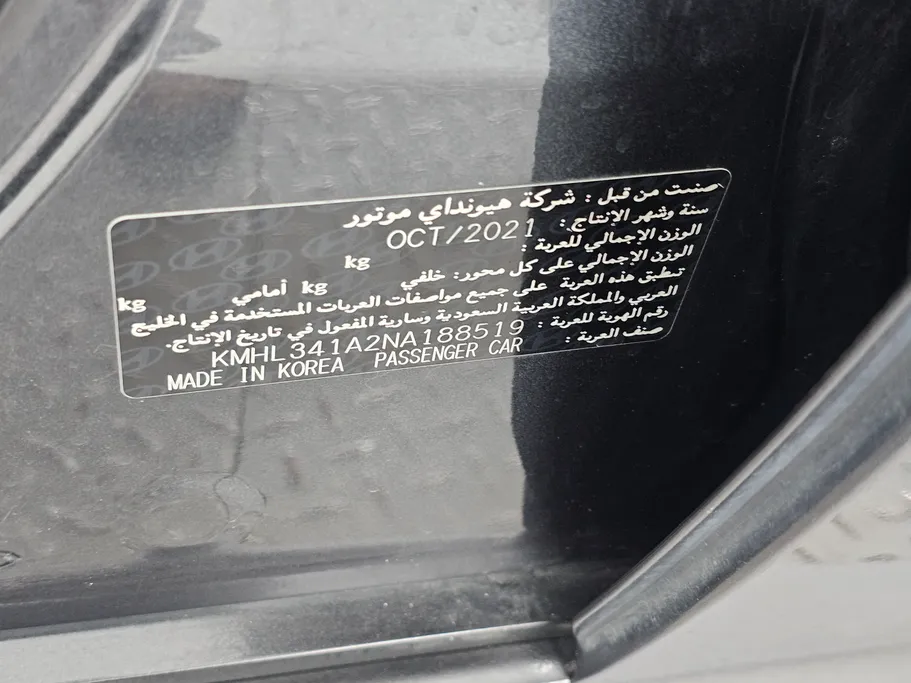 صنعت من قبل : شركة هيونداي موتور
سنة وشهر الإنتاج : OCT/2021
الوزن الإجمالي للعربة : kg
الوزن الإجمالي على كل محور : خلفي kg أمامي kg
تنطبق هذه العربة على جميع مواصفات العربات المستخدمة في الخليج
العربي والمملكة العربية السعودية وسارية المفعول في تاريخ الإنتاج.
رقم الهوية للعربة : KMHL341A2NA188519
صنف العربة : PASSENGER CAR MADE IN KOREA